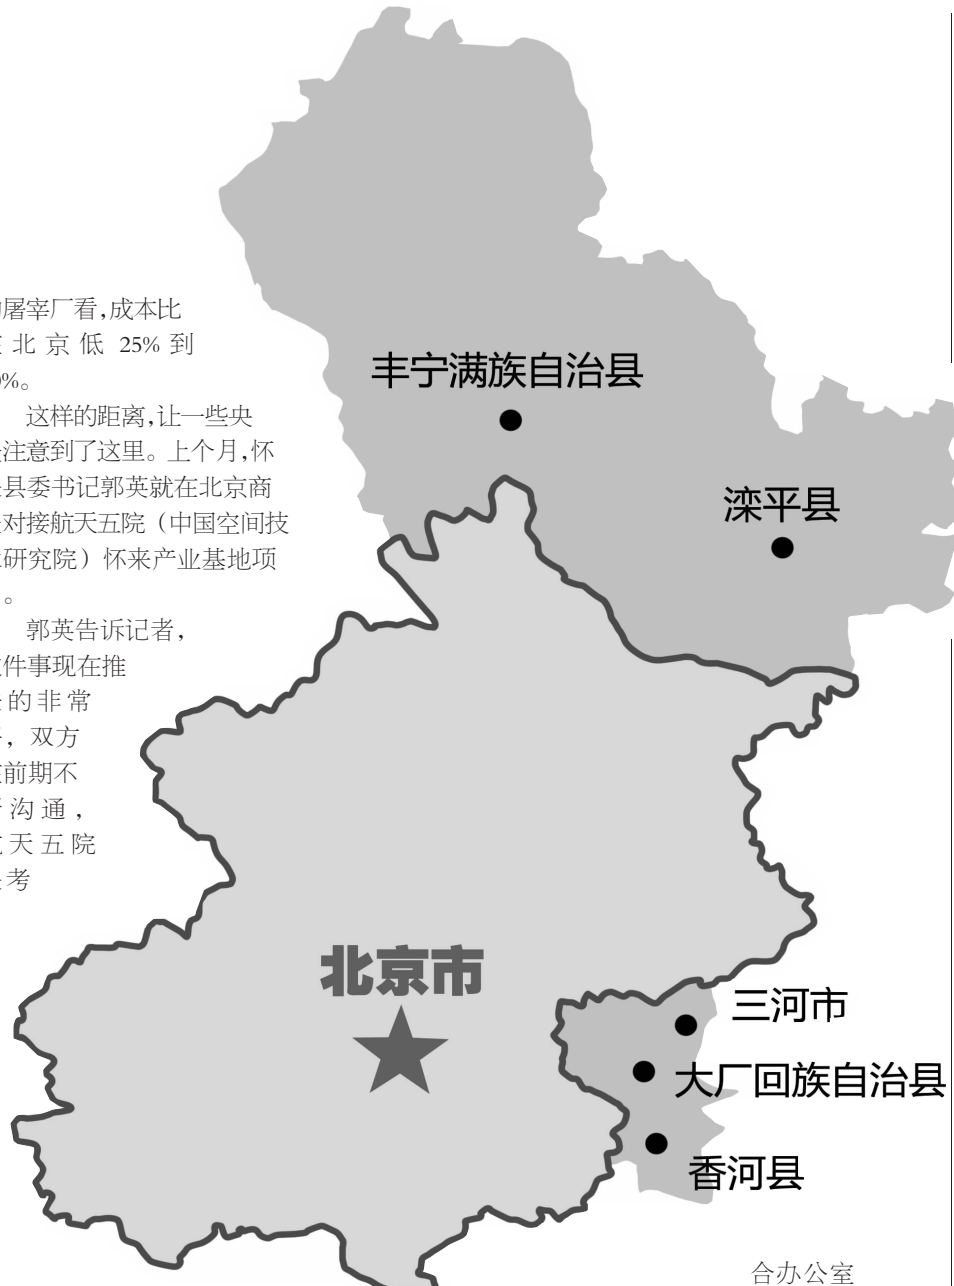 屠宰厂看,成本比
北京低 25% 到
%。
这样的距离,让一些央
注意到了这里。上个月,怀
县委书记郭英就在北京商
对接航天五院（中国空间技
研究院）怀来产业基地项
。
郭英告诉记者,
件事现在推
的非常
，双方
前期不
沟通，
天五院
考
丰宁满族自治县
滦平县
北京市
三河市
大厂回族自治县
香河县
合办公室